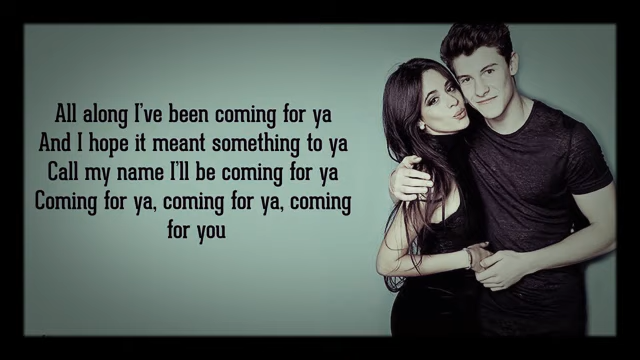 All along I've been coming for ya
And I hope it meant something to ya
Call my name I'll be coming for ya
Coming for ya, coming for ya, coming
for you